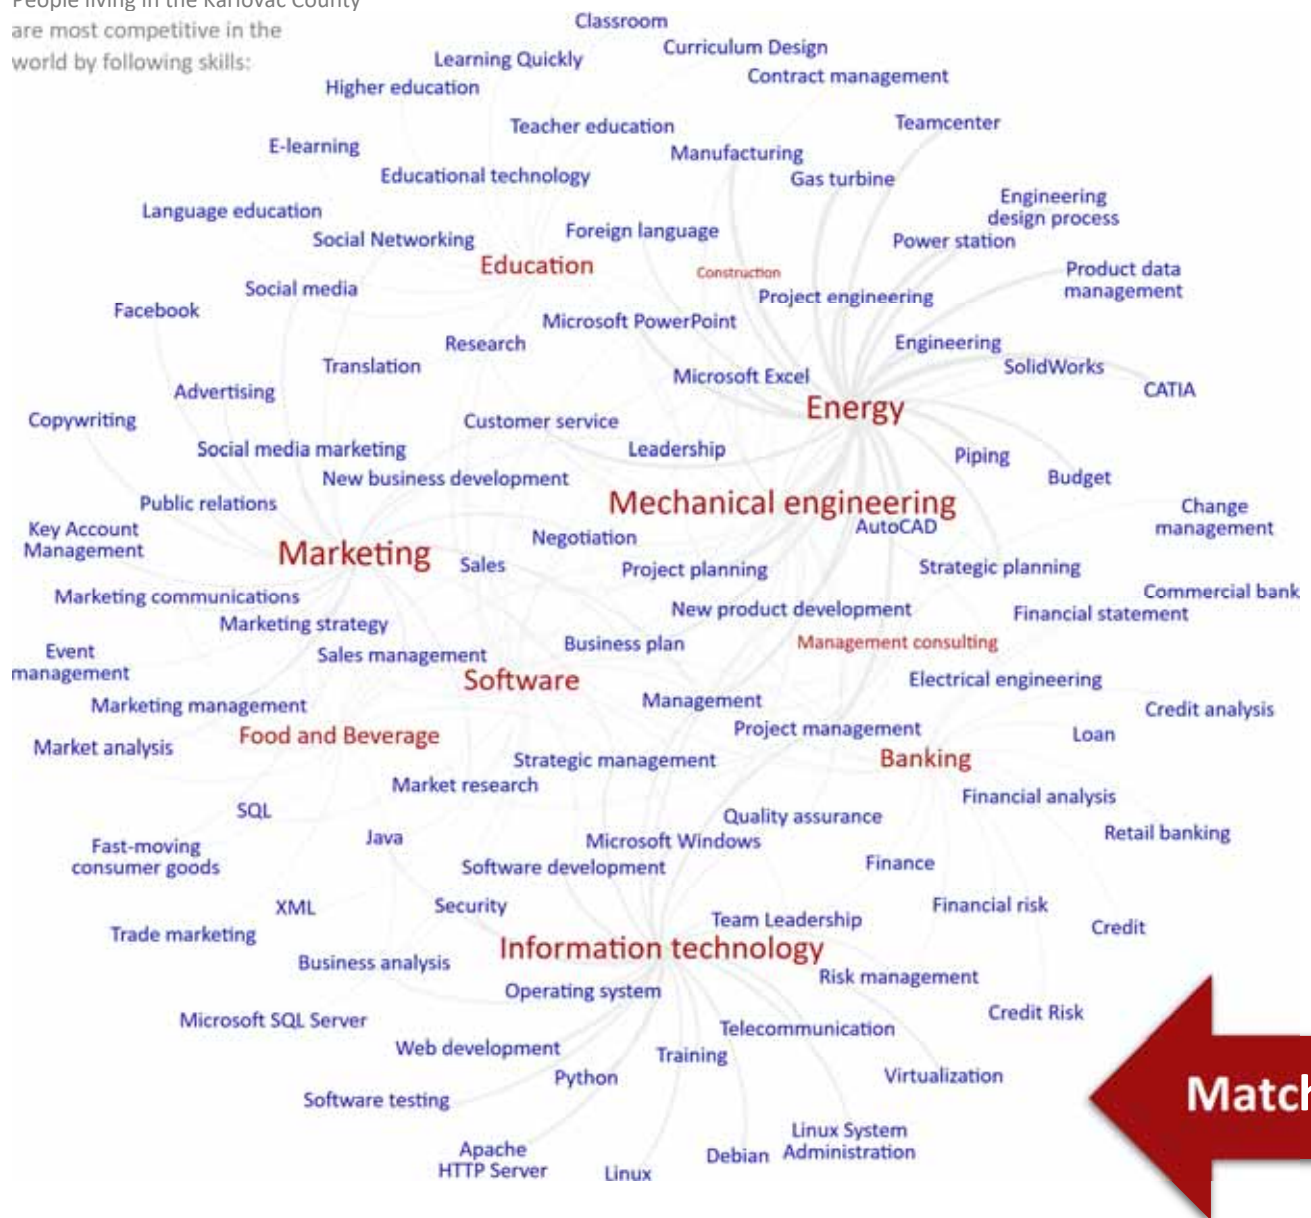 People living in the Karlovac County
are most competitive in the
world by following skills:
Classroom
Curriculum Design
Learning Quickly
Contract management
Higher education
Teamcenter
Teacher education
E-learning
Manufacturing
Educational technology
Gas turbine
Engineering
design process
Language education
Foreign language
Social Networking
Power station
Education
Construction
Product data
management
Social media
Project engineering
Facebook
Microsoft PowerPoint
Research
Engineering
Translation
SolidWorks
Microsoft Excel
CATIA
Advertising
Energy
Copywriting
Customer service
Social media marketing
Leadership
Piping
New business development
Budget
Public relations
Mechanical engineering
Change
management
Key Account
Management
AutoCAD
Negotiation
Marketing
Sales
Project planning
Strategic planning
Commercial bank
Marketing communications
New product development
Financial statement
Marketing strategy
Business plan
Management consulting
Event
management
Sales management
Software
Electrical engineering
Management
Marketing management
Credit analysis
Project management
Food and Beverage
Loan
Market analysis
Strategic management
Banking
Market research
Financial analysis
SQL
Quality assurance
Java
Microsoft Windows
Retail banking
Fast-moving
consumer goods
Software development
Finance
XML
Security
Financial risk
Team Leadership
Credit
Trade marketing
Information technology
Business analysis
Risk management
Operating system
Credit Risk
Microsoft SQL Server
Telecommunication
Web development
Training
Python
Virtualization
Software testing
Match
Linux System
Administration
Apache
HTTP Server
Debian
Linux